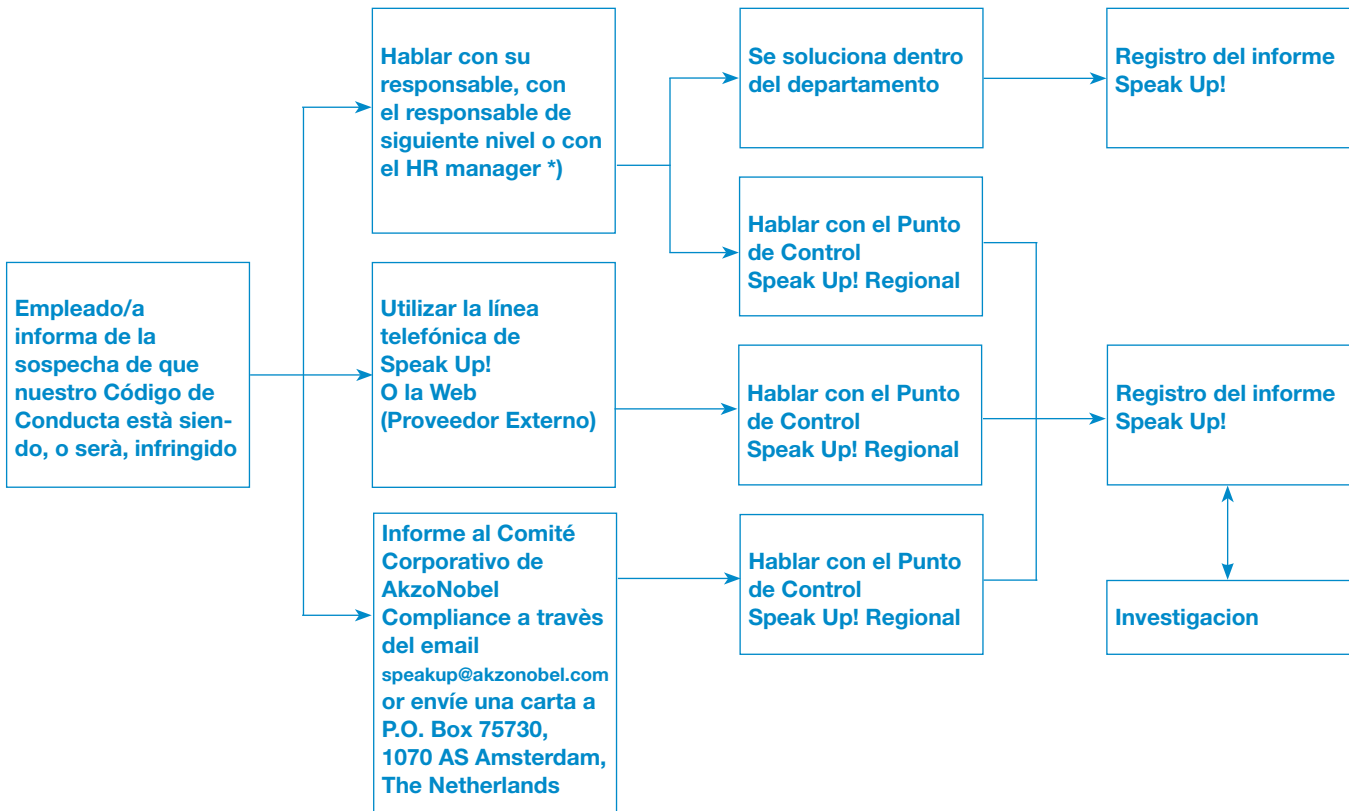 Empleado/a
informa de la
sospecha de que
nuestro Código de
Conducta està sien-
do, o serà, infringido
Hablar con su
responsable, con
el responsable de
siguiente nivel o con
el HR manager *)
Se soluciona dentro
del departamento
Registro del informe
Speak Up!
Hablar con el Punto
de Control
Speak Up! Regional
Utilizar la línea
telefónica de
Speak Up!
O la Web
(Proveedor Externo)
Hablar con el Punto
de Control
Speak Up! Regional
Registro del informe
Speak Up!
Informe al Comité
Corporativo de
AkzoNobel
Compliance a travès
del email
speakup@akzonobel.com
or envíe una carta a
P.O. Box 75730,
1070 AS Amsterdam,
The Netherlands
Hablar con el Punto
de Control
Speak Up! Regional
Investigacion